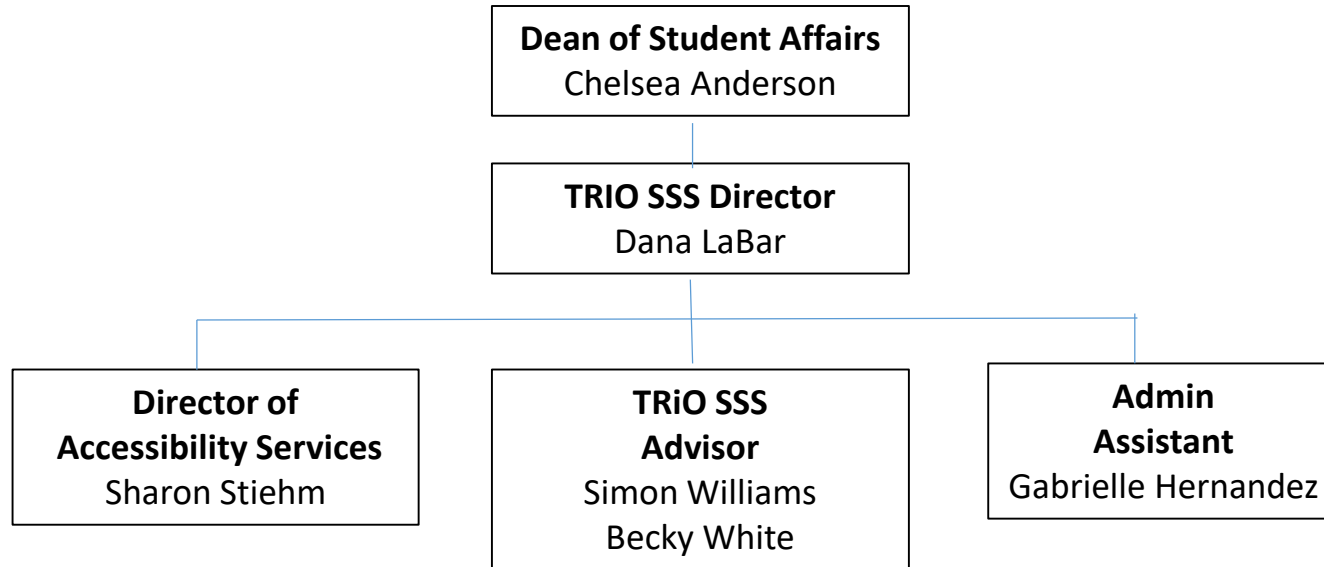 Dean of Student Affairs
Chelsea Anderson
TRIO SSS Director
Dana LaBar
Director of
Accessibility Services
Sharon Stiehm
TRiO SSS
Advisor
Simon Williams
Becky White
Admin
Assistant
Gabrielle Hernandez